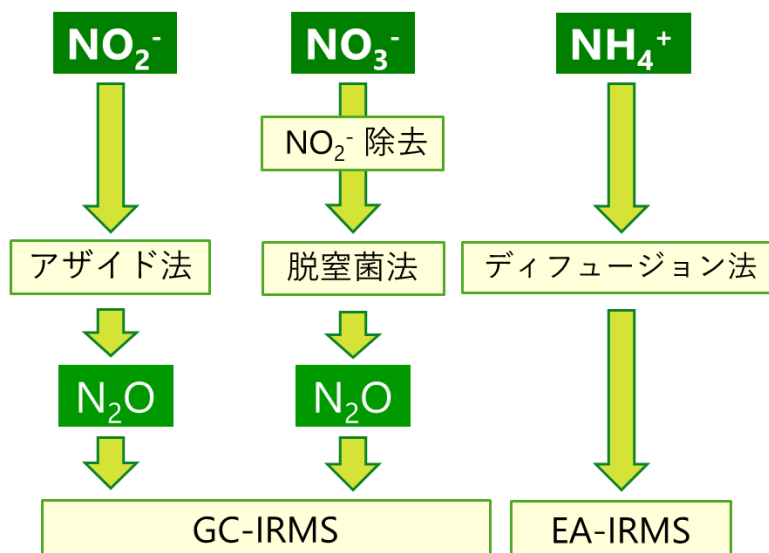 NO₂⁻
NO₃⁻
NH₄⁺
NO₂⁻ 除去
アザイド法
脱窒菌法
ディフュージョン法
N₂O
N₂O
GC-IRMS
EA-IRMS